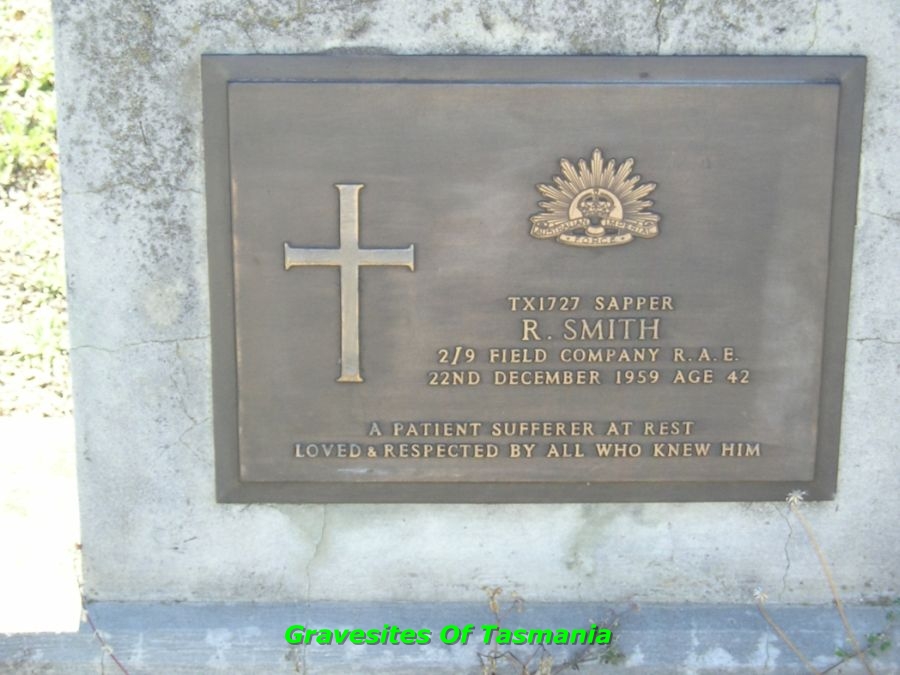 AUSTRALIAN IMPERIAL
FORCE
TX1727 SAPPER
R. SMITH
2/9 FIELD COMPANY R.A.E.
22ND DECEMBER 1959 AGE 42
A PATIENT SUFFERER AT REST
LOVED & RESPECTED BY ALL WHO KNEW HIM
Gravesites Of Tasmania